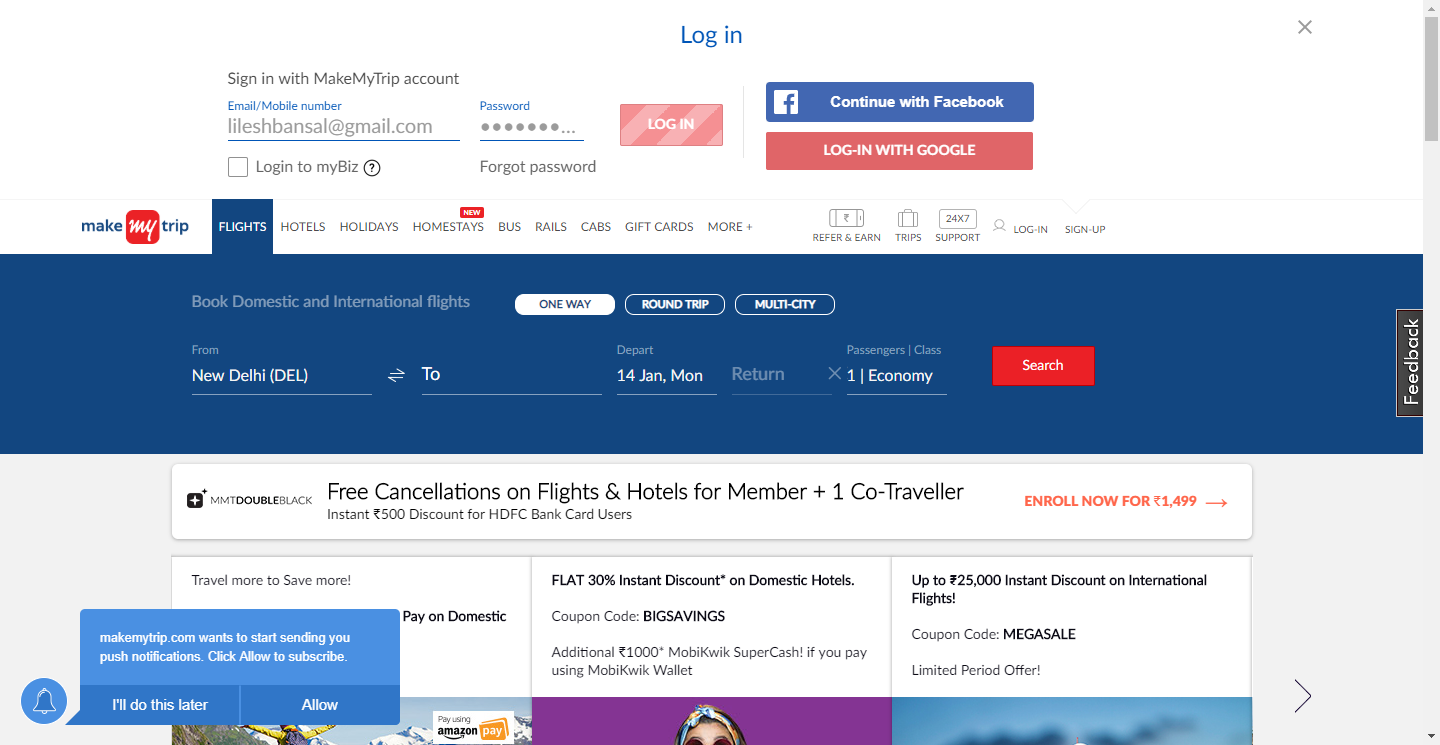 Log in
Sign in with MakeMyTrip account
Email/Mobile number
lileshbansal@gmail.com
Password
LOG IN
Login to myBiz ?
Forgot password
Continue with Facebook
LOG-IN WITH GOOGLE
make my trip
FLIGHTS
HOTELS
HOLIDAYS
NEW
HOMESTAYS
BUS
RAILS
CABS
GIFT CARDS
MORE +
₹
REFER & EARN
TRIPS
24X7
SUPPORT
LOG-IN
SIGN-UP
Book Domestic and International flights
ONE WAY
ROUND TRIP
MULTI-CITY
From
New Delhi (DEL)
To
Depart
14 Jan, Mon
Return
Passengers | Class
1 | Economy
Search
Feedback
MMTDOUBLEBLACK
Free Cancellations on Flights & Hotels for Member + 1 Co-Traveller
Instant ₹500 Discount for HDFC Bank Card Users
ENROLL NOW FOR ₹1,499
Travel more to Save more!
Pay on Domestic
FLAT 30% Instant Discount* on Domestic Hotels.
Coupon Code: BIGSAVINGS
Additional ₹1000* MobiKwik SuperCash! if you pay
using MobiKwik Wallet
Up to ₹25,000 Instant Discount on International
Flights!
Coupon Code: MEGASALE
Limited Period Offer!
makemytrip.com wants to start sending you
push notifications. Click Allow to subscribe.
I'll do this later
Allow
Pay using
amazon pay